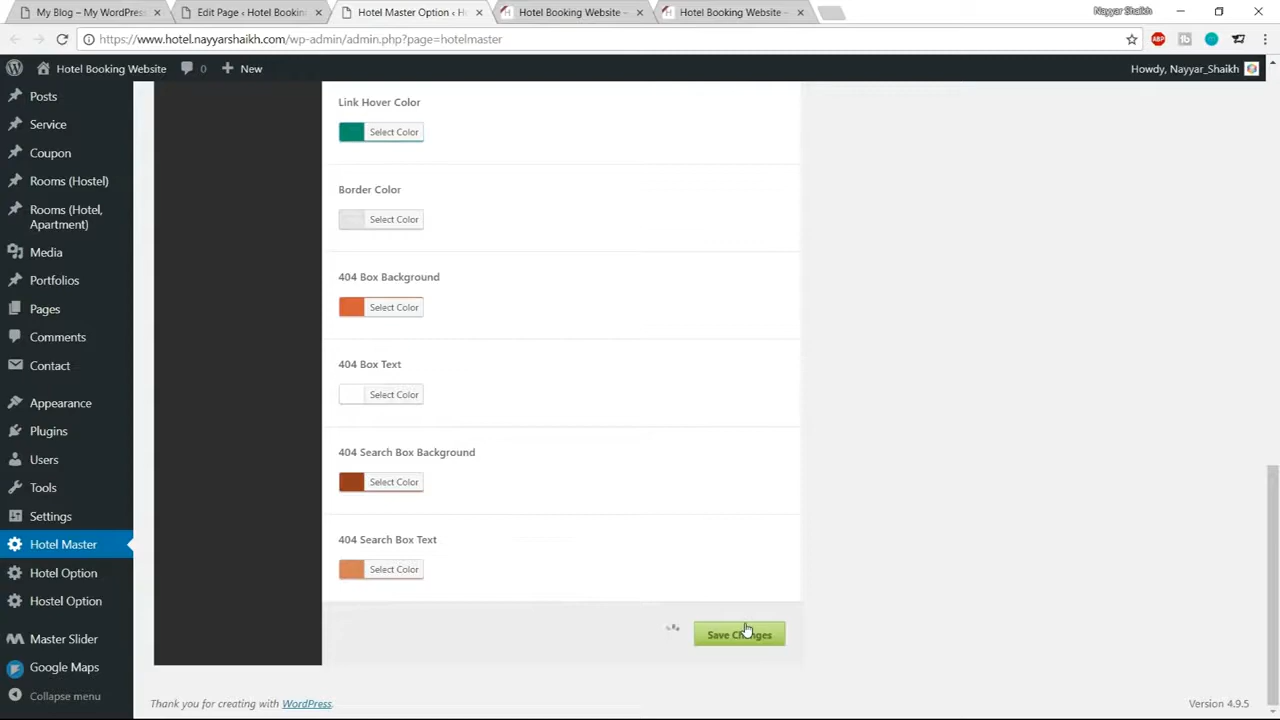 My Blog – My WordPress
Edit Page ‹ Hotel Bookin
Hotel Master Option ‹ H
Hotel Booking Website –
Hotel Booking Website –
Nayyar Shaikh
https://www.hotel.nayyarshaikh.com/wp-admin/admin.php?page=hotelmaster
ABP
Hotel Booking Website
0
New
Howdy, Nayyar_Shaikh
Posts
Service
Coupon
Rooms (Hostel)
Rooms (Hotel,
Apartment)
Media
Portfolios
Pages
Comments
Contact
Appearance
Plugins
Users
Tools
Settings
Hotel Master
Hotel Option
Hostel Option
Master Slider
Google Maps
Collapse menu
Link Hover Color
Select Color
Border Color
Select Color
404 Box Background
Select Color
404 Box Text
Select Color
404 Search Box Background
Select Color
404 Search Box Text
Select Color
Save Changes
Thank you for creating with WordPress.
Version 4.9.5